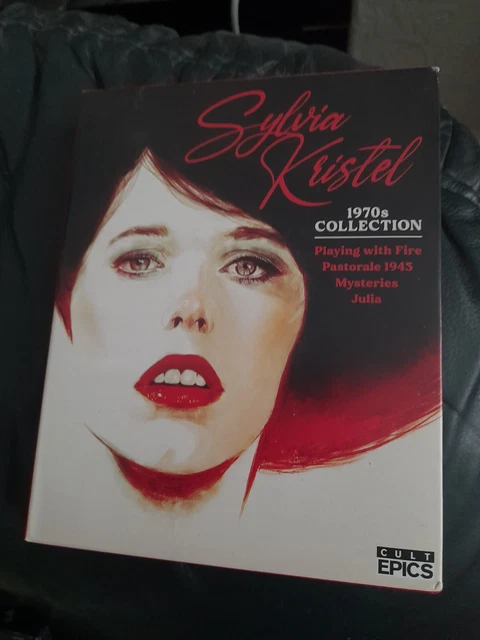 Sylvia
Kristel
1970s
COLLECTION
Playing with Fire
Pastorale 1943
Mysteries
Julia
CULT
EPICS